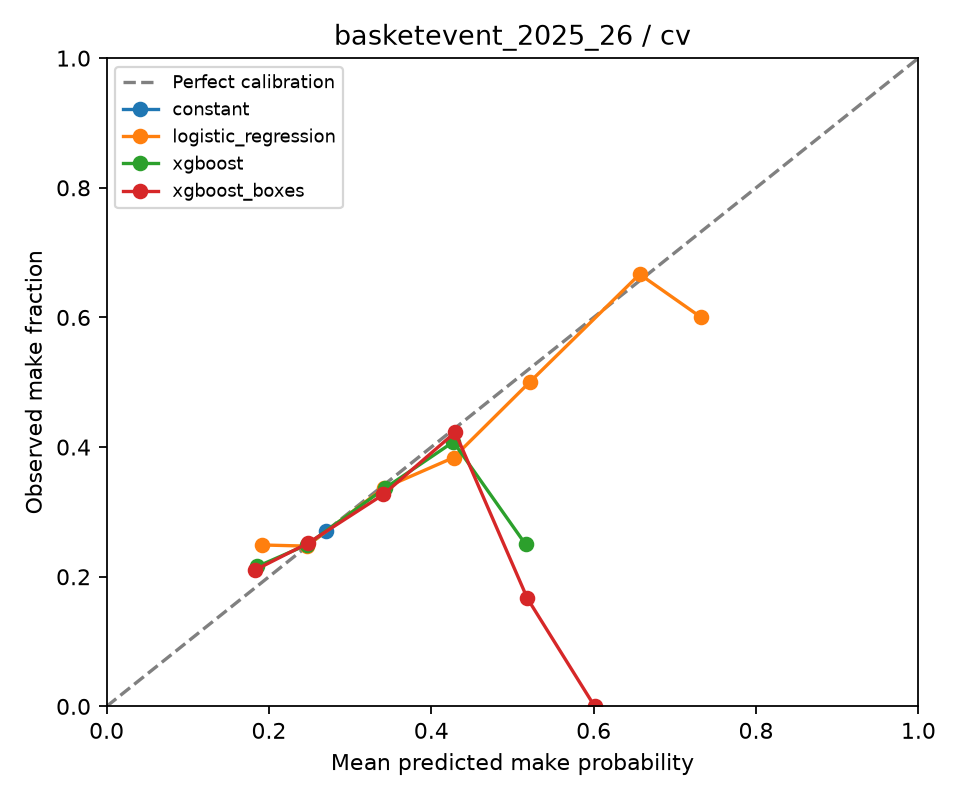 basketevent_2025_26 / cv
1.0
0.8
0.6
0.4
0.2
0.0
Observed make fraction
Perfect calibration
constant
logistic_regression
xgboost
xgboost_boxes
0.0 0.2 0.4 0.6 0.8 1.0
Mean predicted make probability